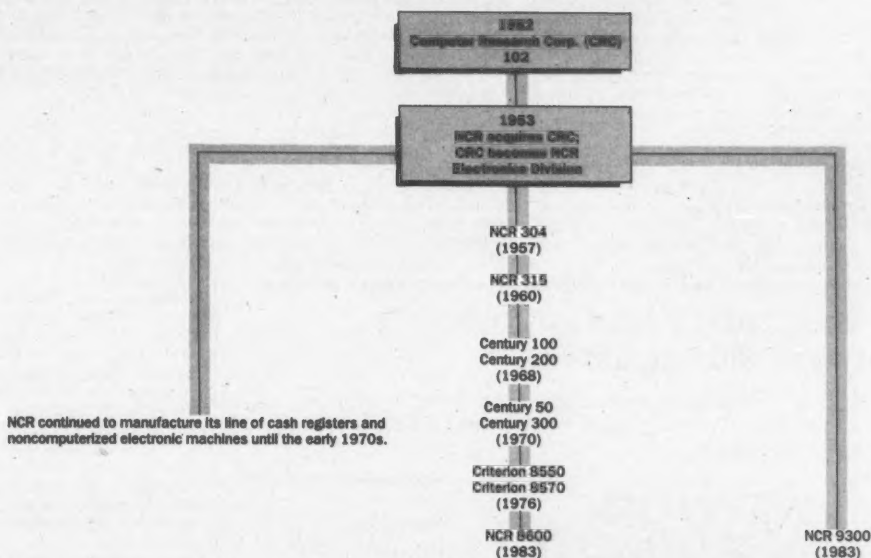 1952
Computer Research Corp. (CRC)
102
1953
NCR acquires CRC;
CRC becomes NCR
Electronics Division
NCR 304
(1957)
NCR 315
(1960)
Century 100
Century 200
(1968)
NCR continued to manufacture its line of cash registers and
noncomputerized electronic machines until the early 1970s.
Century 50
Century 300
(1970)
Criterion 8550
Criterion 8570
(1976)
NCR 8600
(1983)
NCR 9300
(1983)